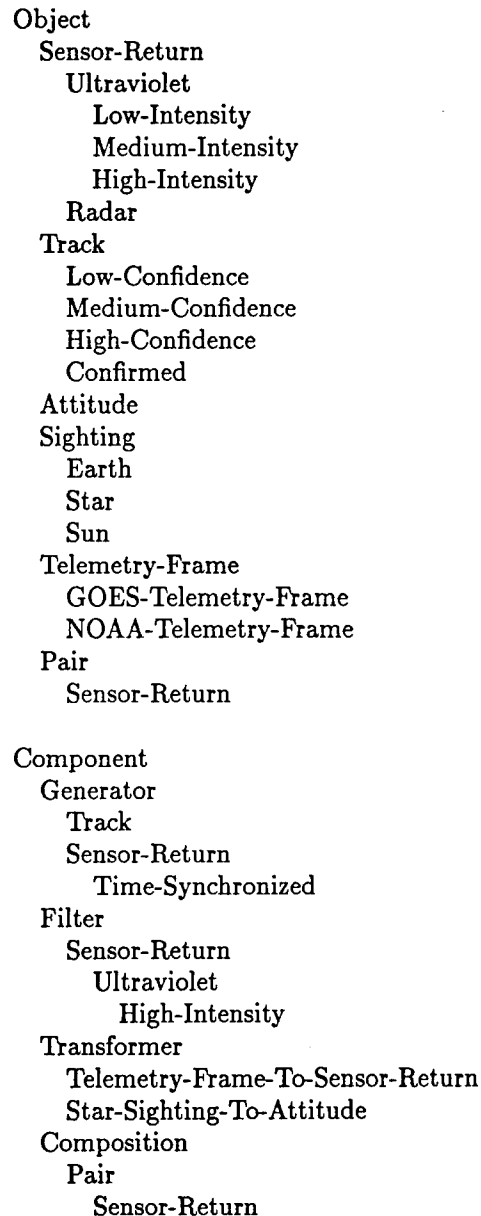 Object
Sensor-Return
Ultraviolet
Low-Intensity
Medium-Intensity
High-Intensity
Radar
Track
Low-Confidence
Medium-Confidence
High-Confidence
Confirmed
Attitude
Sighting
Earth
Star
Sun
Telemetry-Frame
GOES-Telemetry-Frame
NOAA-Telemetry-Frame
Pair
Sensor-Return
Component
Generator
Track
Sensor-Return
Time-Synchronized
Filter
Sensor-Return
Ultraviolet
High-Intensity
Transformer
Telemetry-Frame-To-Sensor-Return
Star-Sighting-To-Attitude
Composition
Pair
Sensor-Return